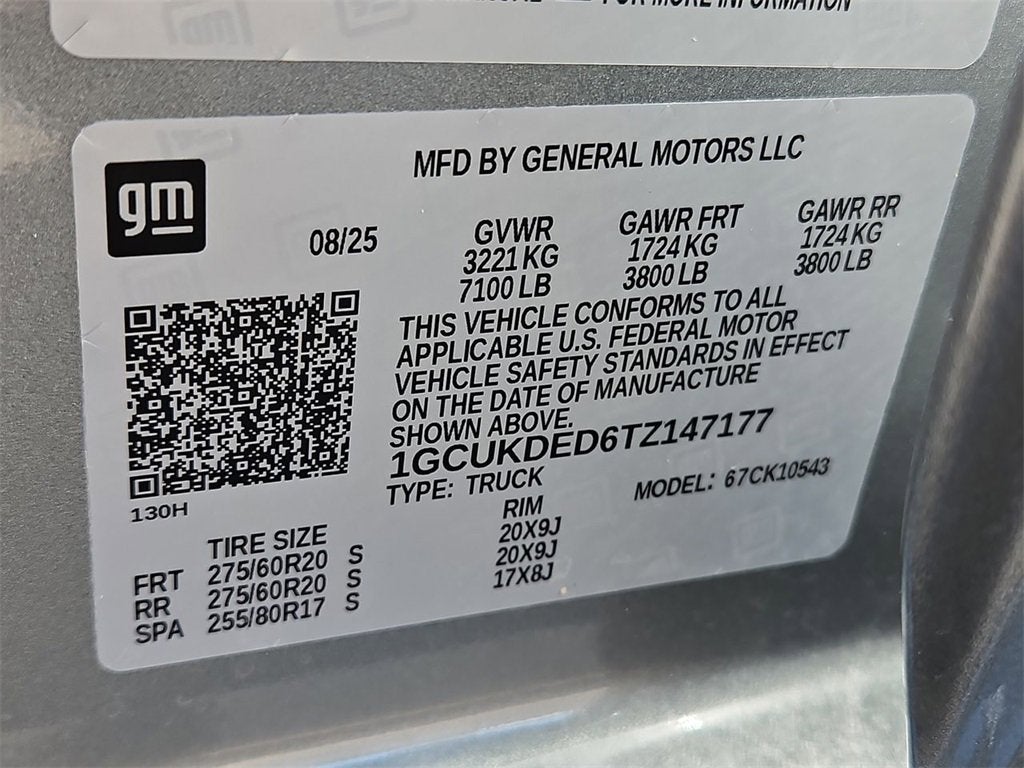 FOR MORE INFORMATION
gm
MFD BY GENERAL MOTORS LLC
08/25
GVWR
3221 KG
7100 LB
GAWR FRT
1724 KG
3800 LB
GAWR RR
1724 KG
3800 LB
THIS VEHICLE CONFORMS TO ALL
APPLICABLE U.S. FEDERAL MOTOR
VEHICLE SAFETY STANDARDS IN EFFECT
ON THE DATE OF MANUFACTURE
SHOWN ABOVE.
1GCUKDED6TZ147177
TYPE: TRUCK
MODEL: 67CK10543
130H
TIRE SIZE
RIM
FRT 275/60R20 S 20X9J
RR 275/60R20 S 20X9J
SPA 255/80R17 S 17X8J